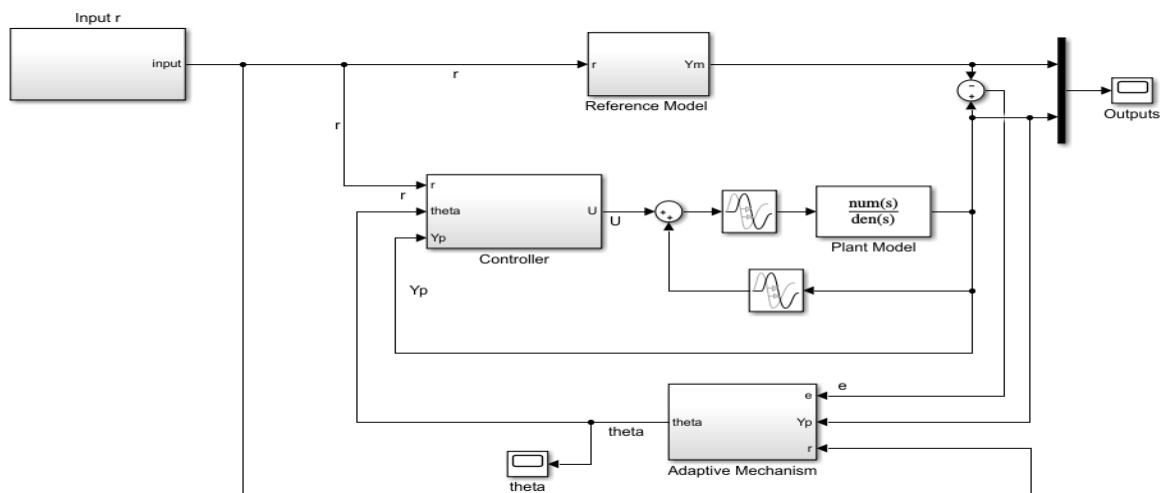 Input r
input
r
r Ym
Reference Model
−
+
Outputs
r
r
r
theta U
Yp
U
Controller
+
+
num(s)
den(s)
Plant Model
Yp
e
e
theta Yp
r
theta
Adaptive Mechanism
theta